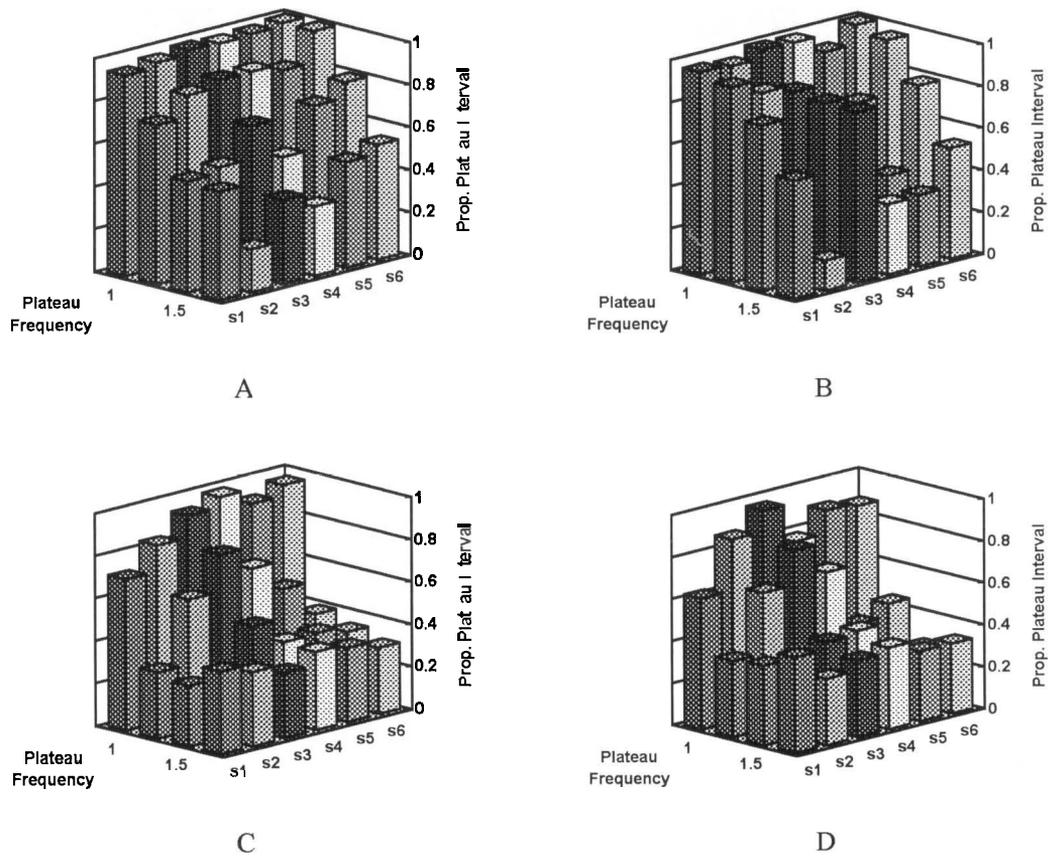 1
0.8
0.6
0.4
0.2
0
Prop. Plat au I terval
Plateau
Frequency
1
1.5
s1
s2
s3
s4
s5
s6
A
1
0.8
0.6
0.4
0.2
0
Prop. Plateau Interval
Plateau
Frequency
1
1.5
s1
s2
s3
s4
s5
s6
B
1
0.8
0.6
0.4
0.2
0
Prop. Plat au I terval
Plateau
Frequency
1
1.5
s1
s2
s3
s4
s5
s6
C
1
0.8
0.6
0.4
0.2
0
Prop. Plateau Interval
Plateau
Frequency
1
1.5
s1
s2
s3
s4
s5
s6
D